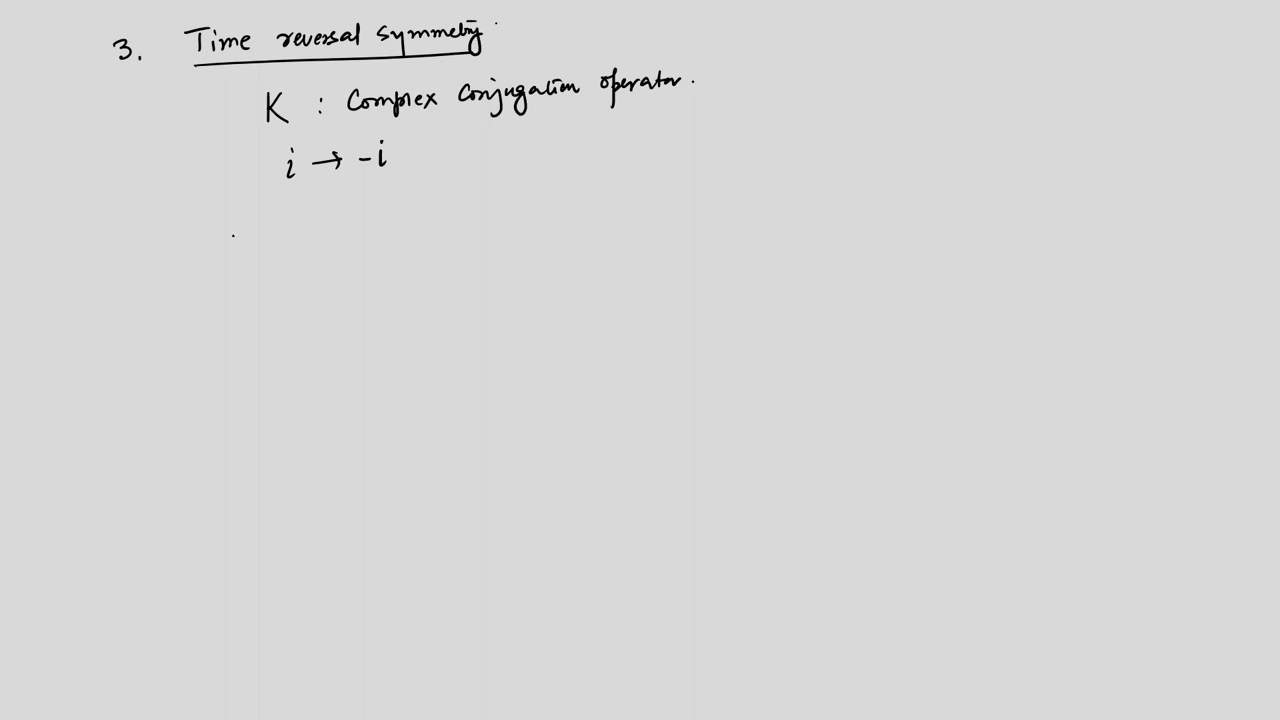 3. Time reversal symmetry.
K : Complex conjugation operator.
i → -i